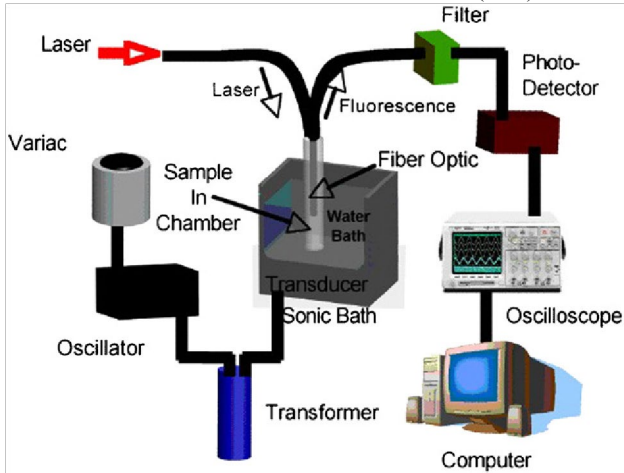 Filter
Laser
Photo-
Detector
Laser
Fluorescence
Variac
Sample
In
Chamber
Fiber Optic
Water
Bath
Transducer
Sonic Bath
Oscillator
Oscilloscope
Transformer
Computer